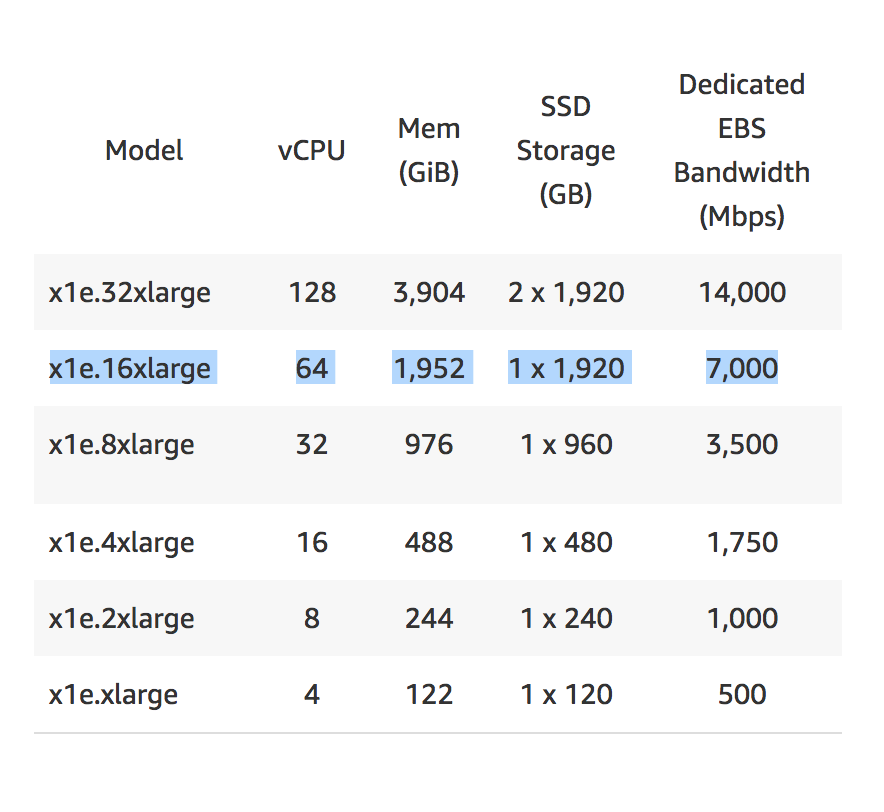 Model vCPU Mem (GiB) SSD Storage (GB) Dedicated EBS Bandwidth (Mbps)
x1e.32xlarge 128 3,904 2 x 1,920 14,000
x1e.16xlarge 64 1,952 1 x 1,920 7,000
x1e.8xlarge 32 976 1 x 960 3,500
x1e.4xlarge 16 488 1 x 480 1,750
x1e.2xlarge 8 244 1 x 240 1,000
x1e.xlarge 4 122 1 x 120 500